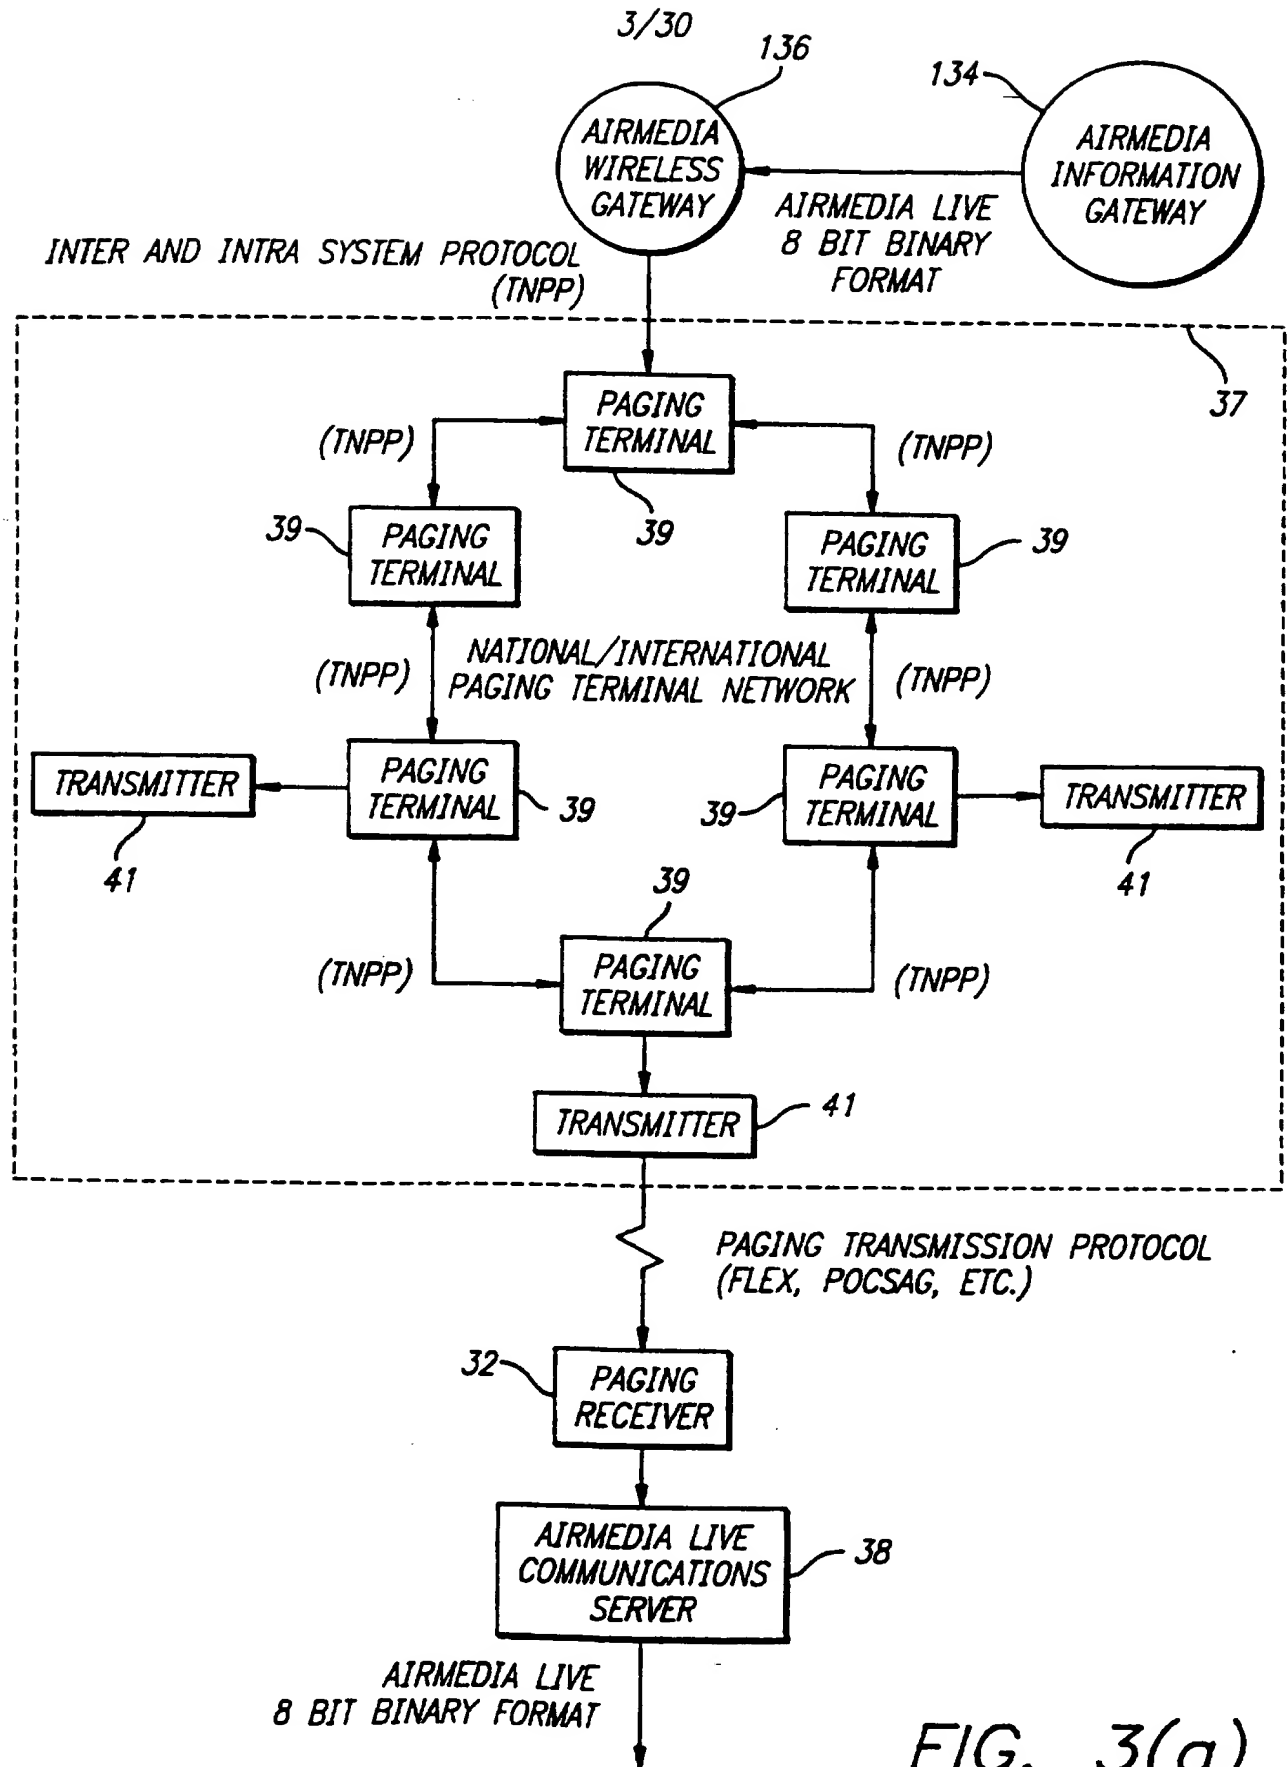 3/30
136
134
AIRMEDIA
WIRELESS
GATEWAY
AIRMEDIA
INFORMATION
GATEWAY
AIRMEDIA LIVE
8 BIT BINARY
FORMAT
INTER AND INTRA SYSTEM PROTOCOL
(TNPP)
37
PAGING
TERMINAL
(TNPP)
(TNPP)
39
39
PAGING
TERMINAL
PAGING
TERMINAL
39
(TNPP)
NATIONAL/INTERNATIONAL
PAGING TERMINAL NETWORK
(TNPP)
TRANSMITTER
41
PAGING
TERMINAL
39
39
PAGING
TERMINAL
TRANSMITTER
41
39
(TNPP)
PAGING
TERMINAL
(TNPP)
TRANSMITTER
41
PAGING TRANSMISSION PROTOCOL
(FLEX, POCSAG, ETC.)
32
PAGING
RECEIVER
AIRMEDIA LIVE
COMMUNICATIONS
SERVER
38
AIRMEDIA LIVE
8 BIT BINARY FORMAT
FIG. 3(a)